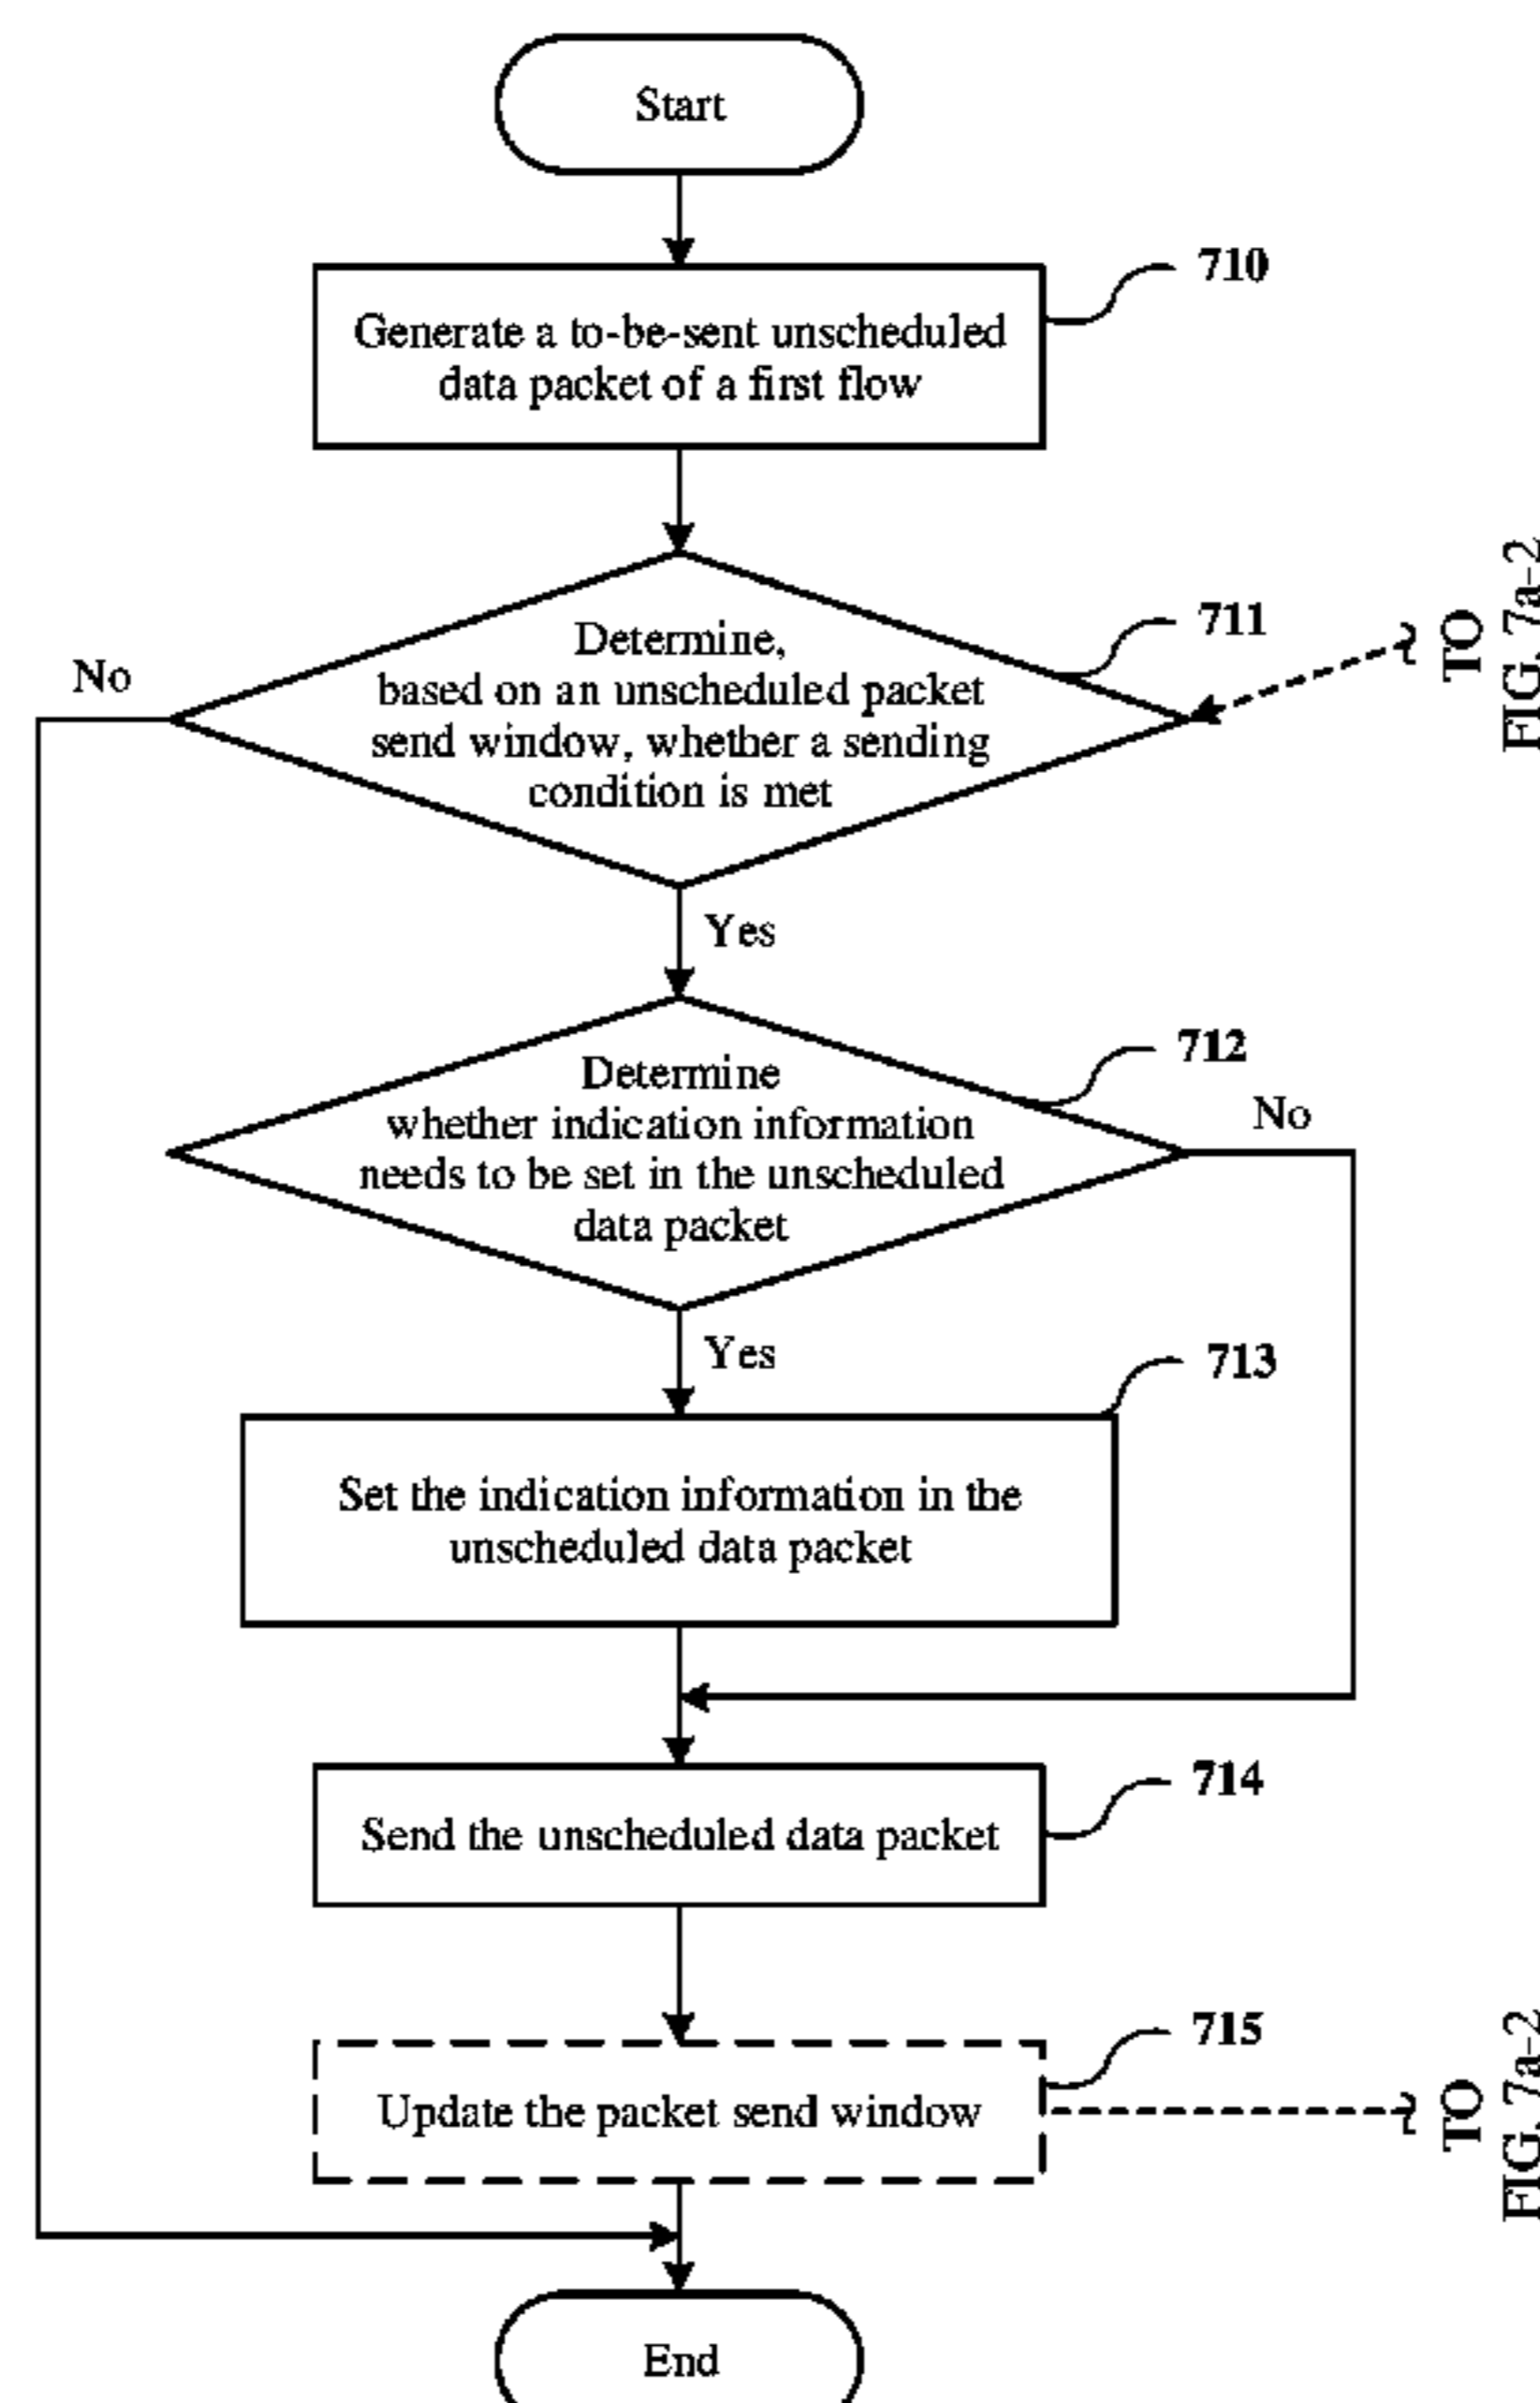 Start
710
Generate a to-be-sent unscheduled
data packet of a first flow
711
TO
FIG. 7a-2
No
Determine,
based on an unscheduled packet
send window, whether a sending
condition is met
Yes
712
No
Determine
whether indication information
needs to be set in the unscheduled
data packet
Yes
713
Set the indication information in the
unscheduled data packet
714
Send the unscheduled data packet
715
TO
FIG. 7a-2
Update the packet send window
End